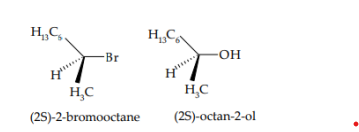 H₁₃C₆ Br H H₃C
H₁₃C₆ OH H H₃C
(2S)-2-bromooctane (2S)-octan-2-ol